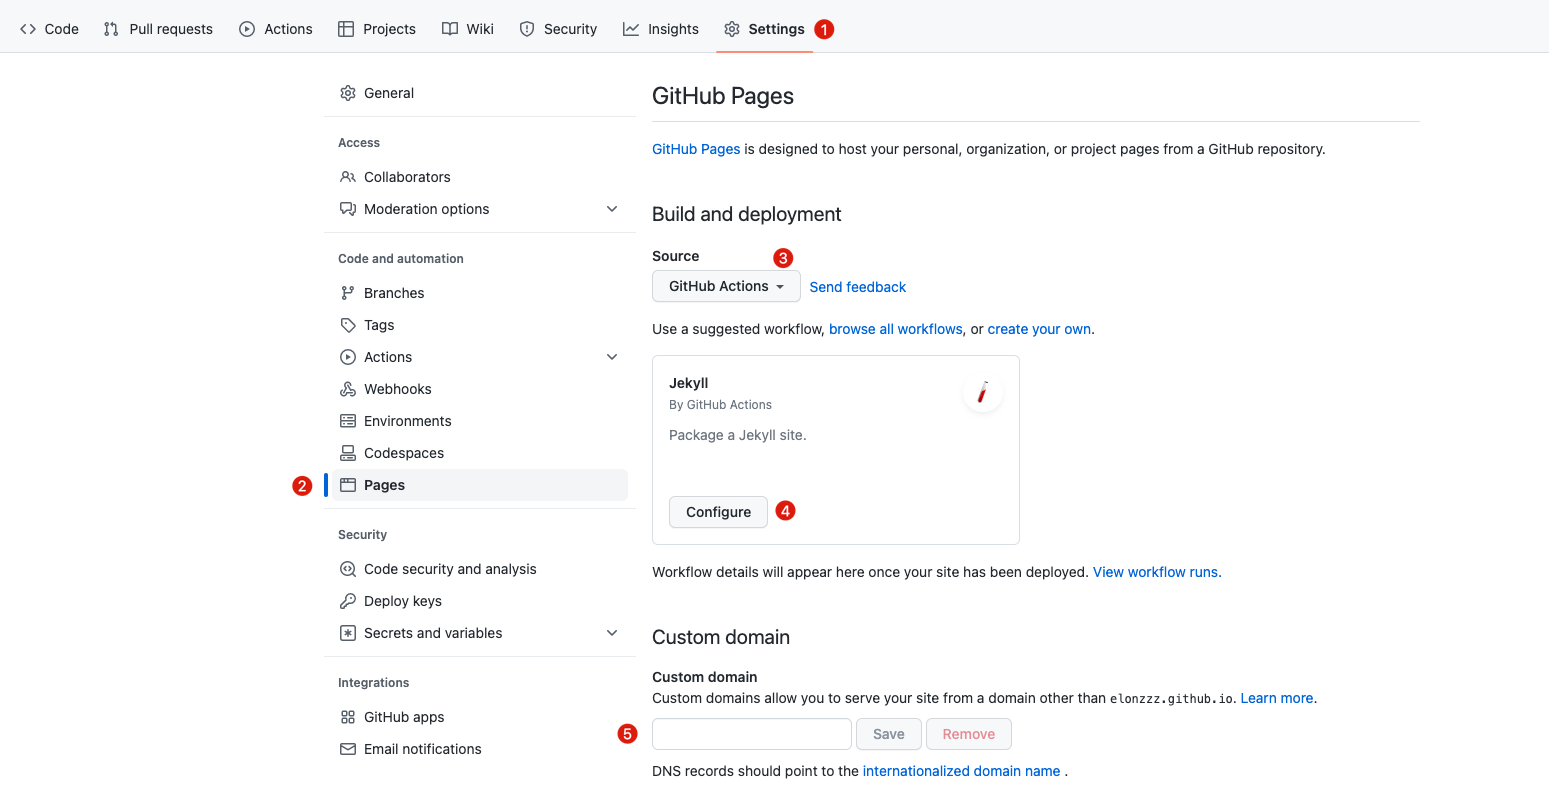 Code Pull requests Actions Projects Wiki Security Insights Settings 1
General
Access
Collaborators
Moderation options
Code and automation
Branches
Tags
Actions
Webhooks
Environments
Codespaces
2 Pages
Security
Code security and analysis
Deploy keys
Secrets and variables
Integrations
GitHub apps
Email notifications
GitHub Pages
GitHub Pages is designed to host your personal, organization, or project pages from a GitHub repository.
Build and deployment
Source 3
GitHub Actions Send feedback
Use a suggested workflow, browse all workflows, or create your own.
Jekyll
By GitHub Actions
Package a Jekyll site.
Configure 4
Workflow details will appear here once your site has been deployed. View workflow runs.
Custom domain
Custom domain
Custom domains allow you to serve your site from a domain other than elonzzz.github.io. Learn more.
5 Save Remove
DNS records should point to the internationalized domain name .